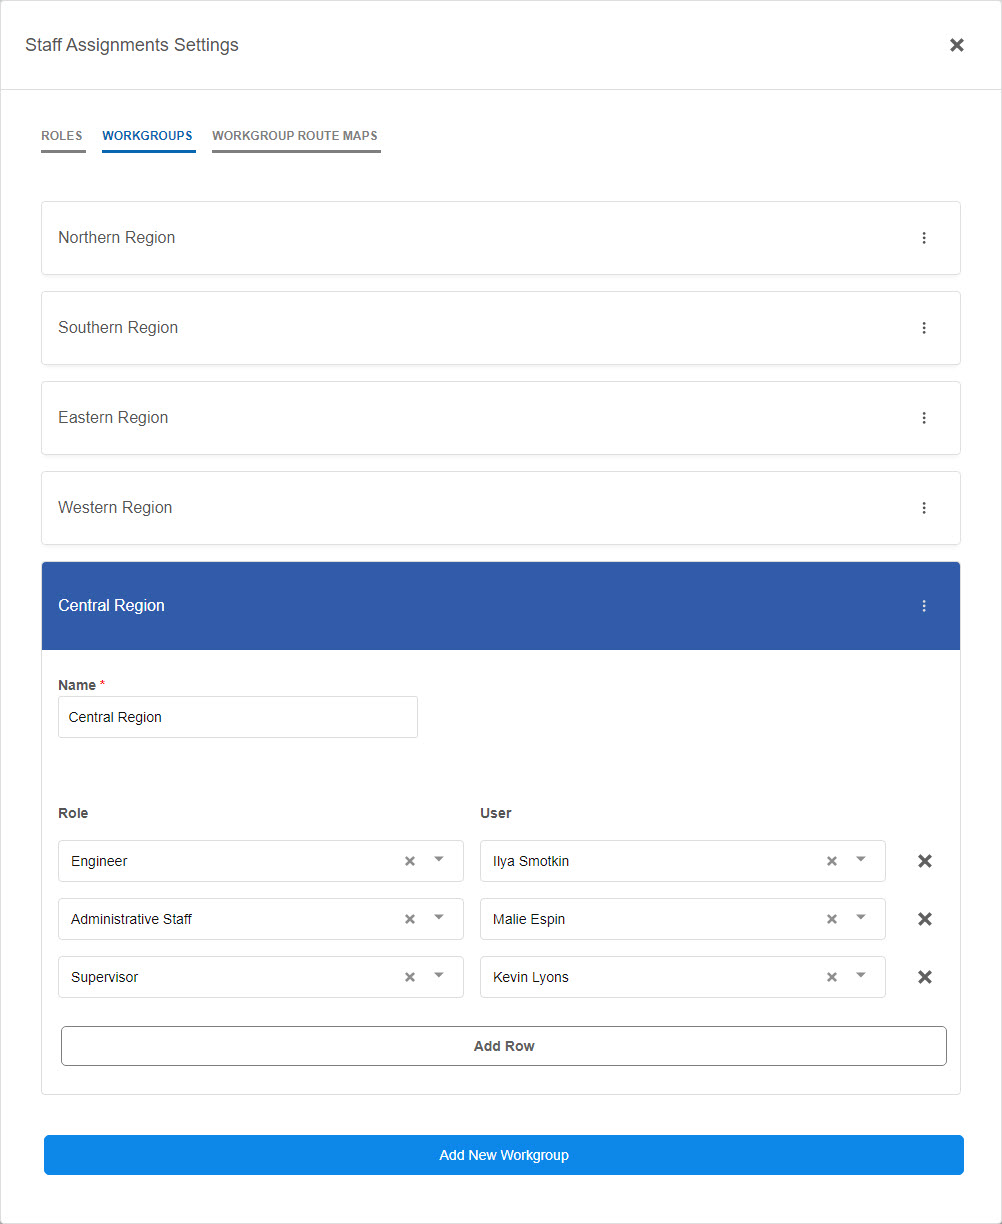 Staff Assignments Settings
ROLES WORKGROUPS WORKGROUP ROUTE MAPS
Northern Region
Southern Region
Eastern Region
Western Region
Central Region
Name *
Central Region
Role User
Engineer Ilya Smotkin
Administrative Staff Malie Espin
Supervisor Kevin Lyons
Add Row
Add New Workgroup